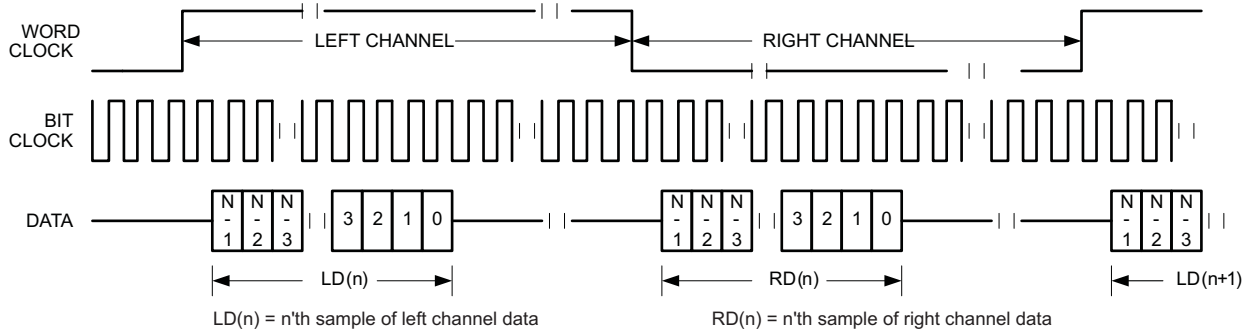 WORD
CLOCK
LEFT CHANNEL
RIGHT CHANNEL
BIT
CLOCK
DATA
N
-
1
N
-
2
N
-
3
3
2
1
0
N
-
1
N
-
2
N
-
3
3
2
1
0
N
-
1
N
-
2
N
-
3
LD(n)
RD(n)
LD(n+1)
LD(n) = n'th sample of left channel data
RD(n) = n'th sample of right channel data